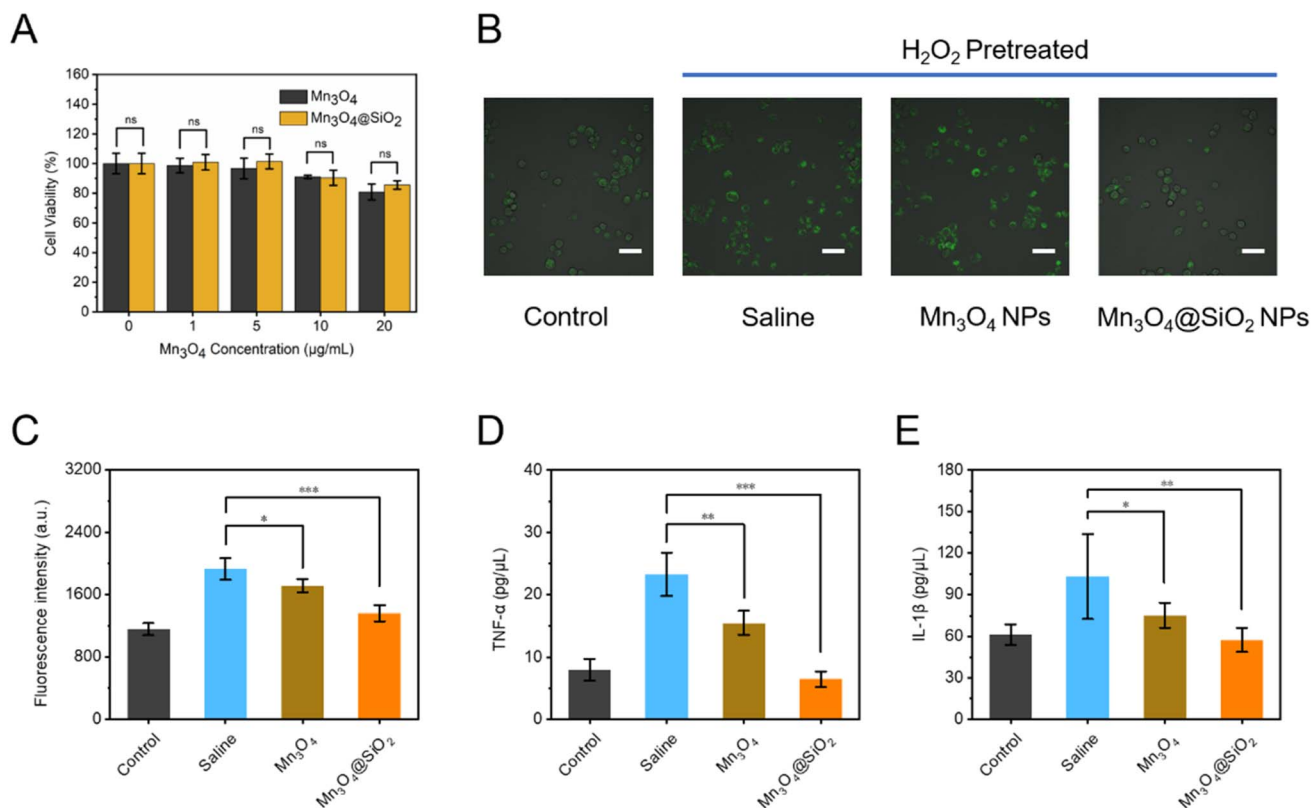 A
160
140
120
100
80
60
40
20
0
Cell Viability (%)
Mn₃O₄
Mn₃O₄@SiO₂
ns
ns
ns
ns
ns
0 1 5 10 20
Mn₃O₄ Concentration (µg/mL)
B
H₂O₂ Pretreated
Control Saline Mn₃O₄ NPs Mn₃O₄@SiO₂ NPs
C
3200
2400
1600
800
0
Fluorescence intensity (a.u.)
***
*
Control Saline Mn₃O₄ Mn₃O₄@SiO₂
D
40
30
20
10
0
TNF-α (pg/µL)
***
**
Control Saline Mn₃O₄ Mn₃O₄@SiO₂
E
180
150
120
90
60
30
0
IL-1β (pg/µL)
**
*
Control Saline Mn₃O₄ Mn₃O₄@SiO₂